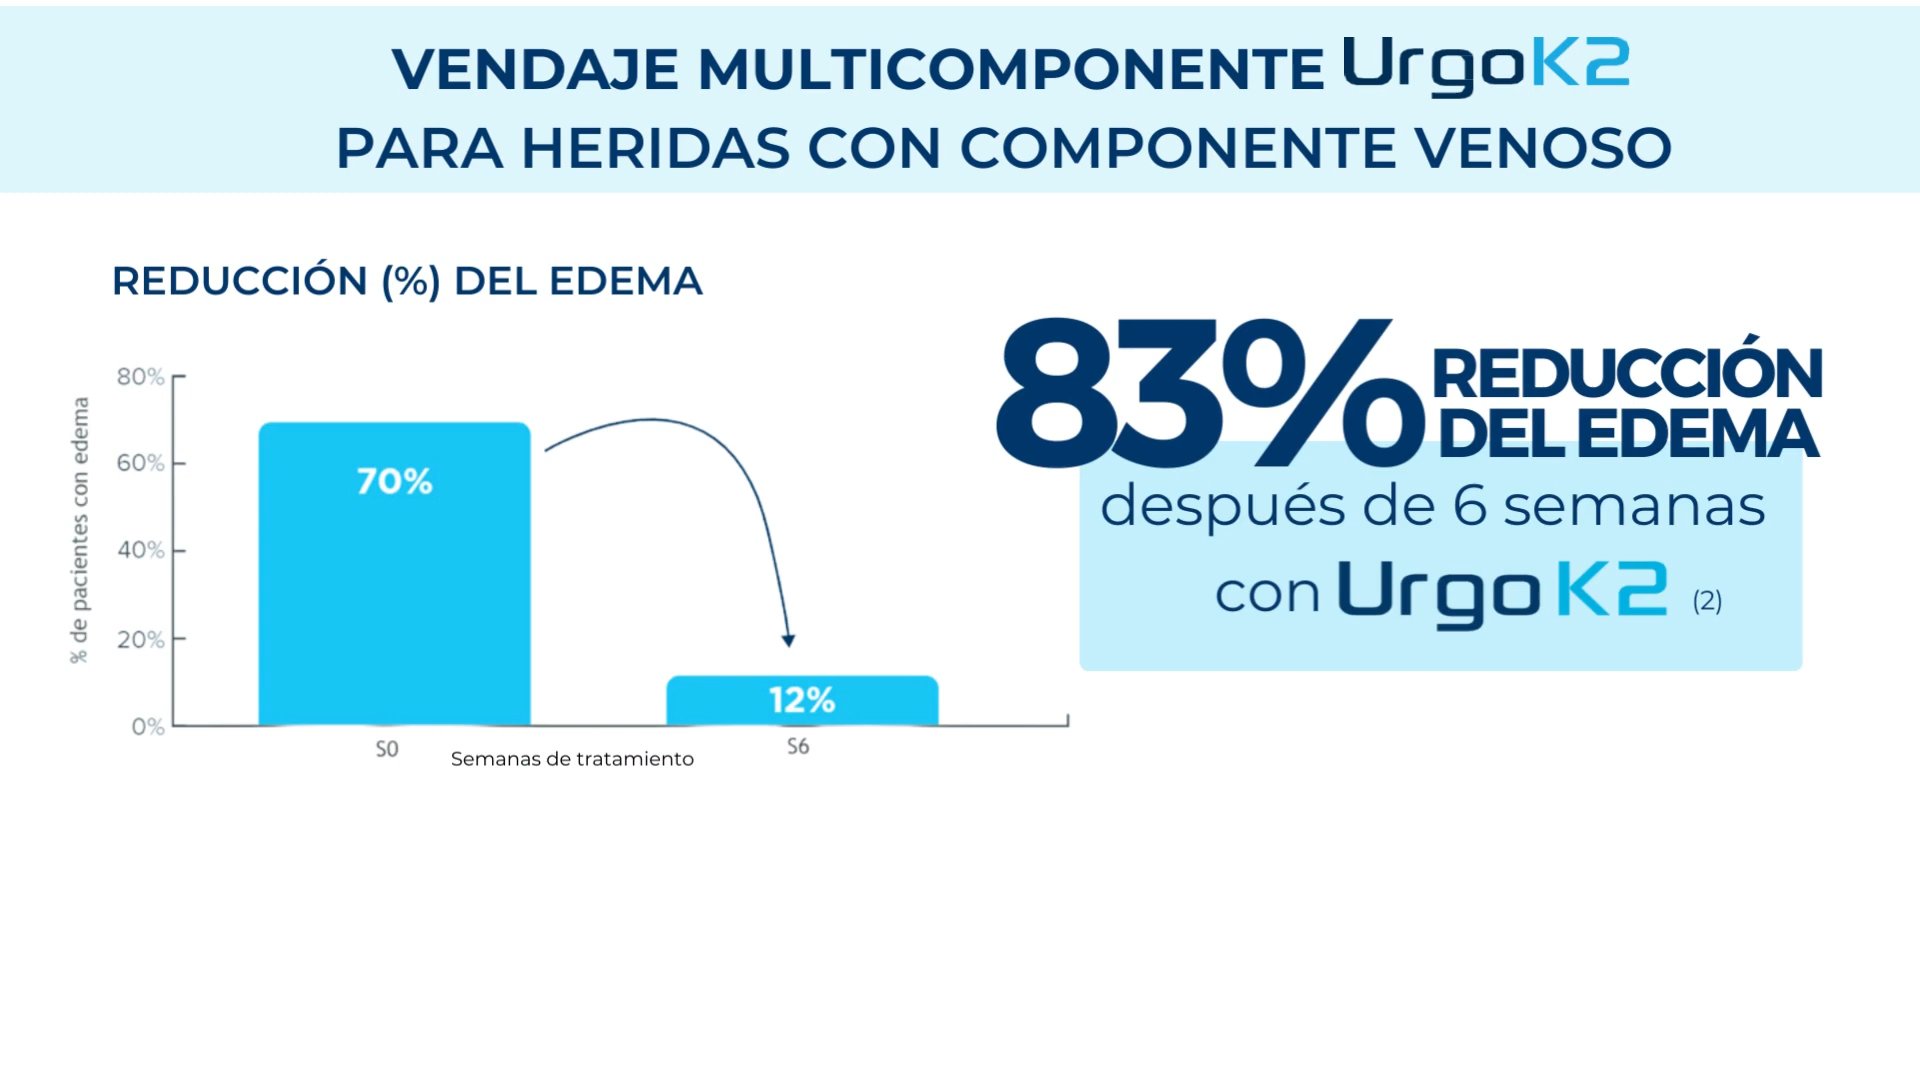 VENDAJE MULTICOMPONENTE UrgoK2
PARA HERIDAS CON COMPONENTE VENOSO
REDUCCIÓN (%) DEL EDEMA
% de pacientes con edema
80%
60%
40%
20%
0%
70%
12%
S0
S6
Semanas de tratamiento
83% REDUCCIÓN
DEL EDEMA
después de 6 semanas
con UrgoK2 (2)